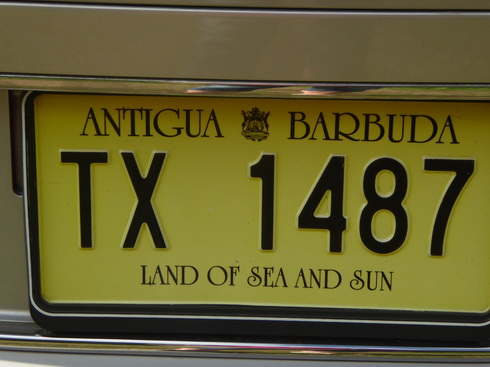 ANTIGUA BARBUDA
TX 1487
LAND OF SEA AND SUN